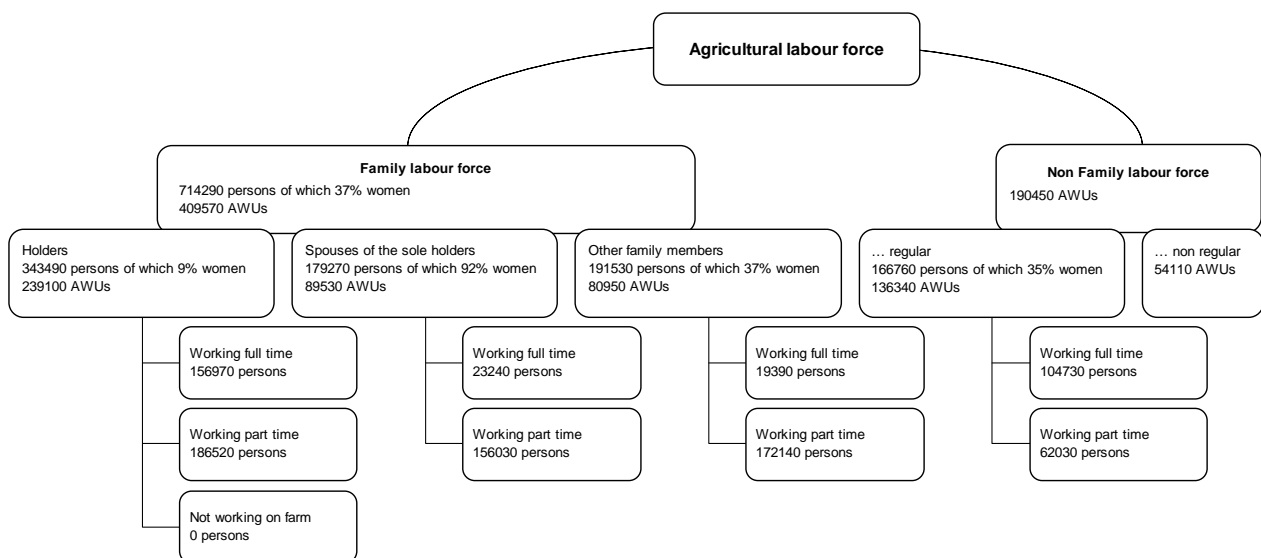 Agricultural labour force
Family labour force
714290 persons of which 37% women
409570 AWUs
Non Family labour force
190450 AWUs
Holders
343490 persons of which 9% women
239100 AWUs
Spouses of the sole holders
179270 persons of which 92% women
89530 AWUs
Other family members
191530 persons of which 37% women
80950 AWUs
... regular
166760 persons of which 35% women
136340 AWUs
... non regular
54110 AWUs
Working full time
156970 persons
Working full time
23240 persons
Working full time
19390 persons
Working full time
104730 persons
Working part time
186520 persons
Working part time
156030 persons
Working part time
172140 persons
Working part time
62030 persons
Not working on farm
0 persons